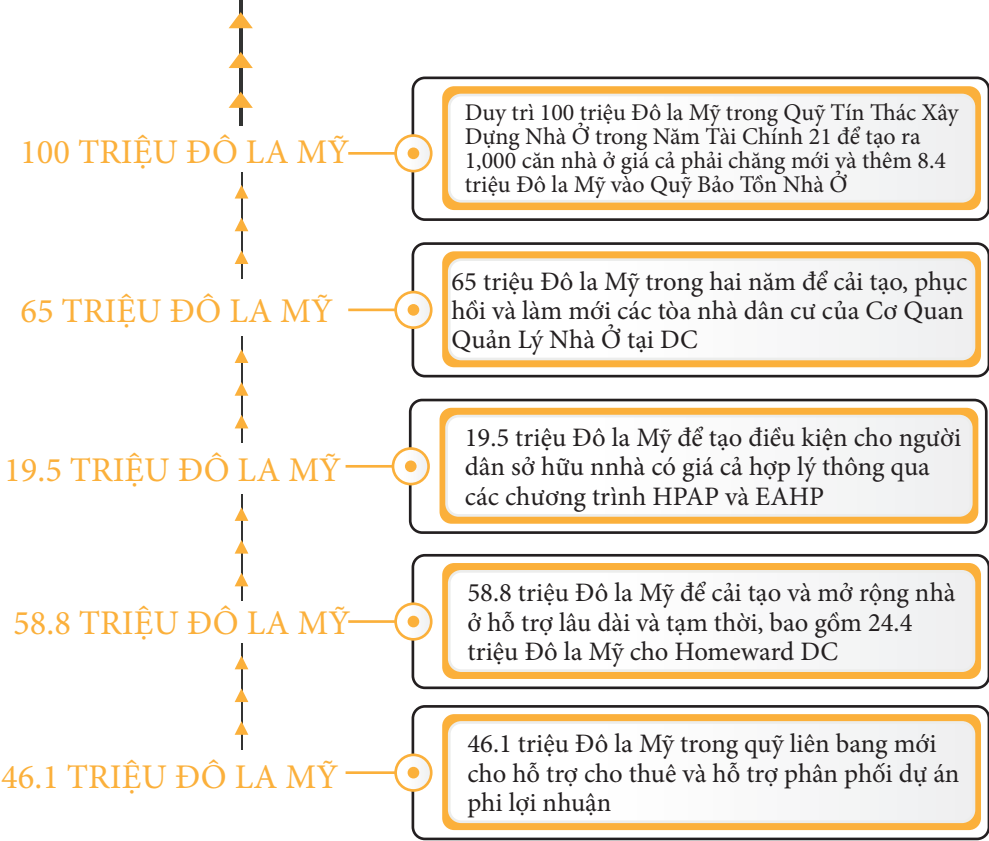 100 TRIỆU ĐÔ LA MỸ
Duy trì 100 triệu Đô la Mỹ trong Quỹ Tín Thác Xây
Dựng Nhà Ở trong Năm Tài Chính 21 để tạo ra
1,000 căn nhà ở giá cả phải chăng mới và thêm 8.4
triệu Đô la Mỹ vào Quỹ Bảo Tồn Nhà Ở
65 TRIỆU ĐÔ LA MỸ
65 triệu Đô la Mỹ trong hai năm để cải tạo, phục
hồi và làm mới các tòa nhà dân cư của Cơ Quan
Quản Lý Nhà Ở tại DC
19.5 TRIỆU ĐÔ LA MỸ
19.5 triệu Đô la Mỹ để tạo điều kiện cho người
dân sở hữu nnhà có giá cả hợp lý thông qua
các chương trình HPAP và EAHP
58.8 TRIỆU ĐÔ LA MỸ
58.8 triệu Đô la Mỹ để cải tạo và mở rộng nhà
ở hỗ trợ lâu dài và tạm thời, bao gồm 24.4
triệu Đô la Mỹ cho Homeward DC
46.1 TRIỆU ĐÔ LA MỸ
46.1 triệu Đô la Mỹ trong quỹ liên bang mới
cho hỗ trợ cho thuê và hỗ trợ phân phối dự án
phi lợi nhuận